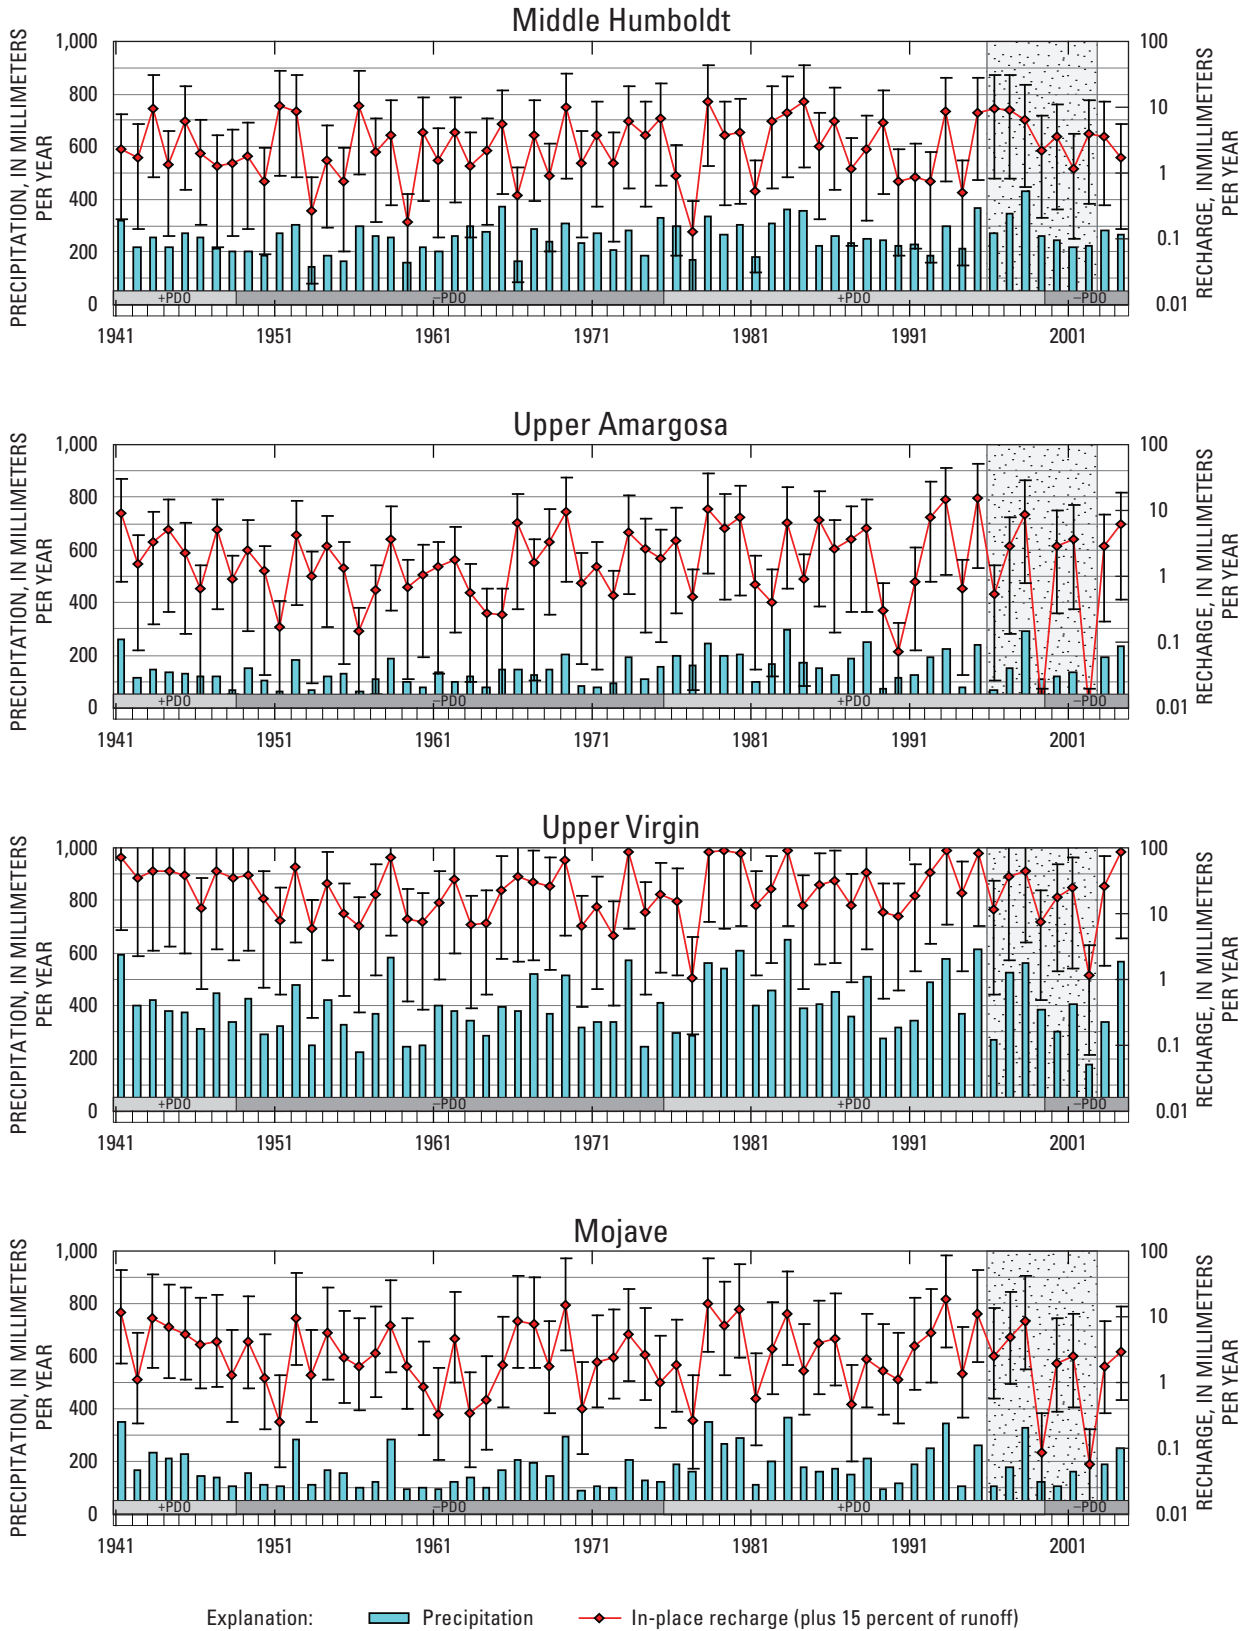 Middle Humboldt
PRECIPITATION, IN MILLIMETERS
PER YEAR
1,000
800
600
400
200
0
100
10
1
0.1
0.01
RECHARGE, INMILLIMETERS
PER YEAR
+PDO
−PDO
+PDO
−PDO
1941
1951
1961
1971
1981
1991
2001
Upper Amargosa
PRECIPITATION, IN MILLIMETERS
PER YEAR
1,000
800
600
400
200
0
100
10
1
0.1
0.01
RECHARGE, IN MILLIMETERS
PER YEAR
+PDO
−PDO
+PDO
−PDO
1941
1951
1961
1971
1981
1991
2001
Upper Virgin
PRECIPITATION, IN MILLIMETERS
PER YEAR
1,000
800
600
400
200
0
100
10
1
0.1
0.01
RECHARGE, IN MILLIMETERS
PER YEAR
+PDO
−PDO
+PDO
−PDO
1941
1951
1961
1971
1981
1991
2001
Mojave
PRECIPITATION, IN MILLIMETERS
PER YEAR
1,000
800
600
400
200
0
100
10
1
0.1
0.01
RECHARGE, IN MILLIMETERS
PER YEAR
+PDO
−PDO
+PDO
−PDO
1941
1951
1961
1971
1981
1991
2001
Explanation: Precipitation In-place recharge (plus 15 percent of runoff)